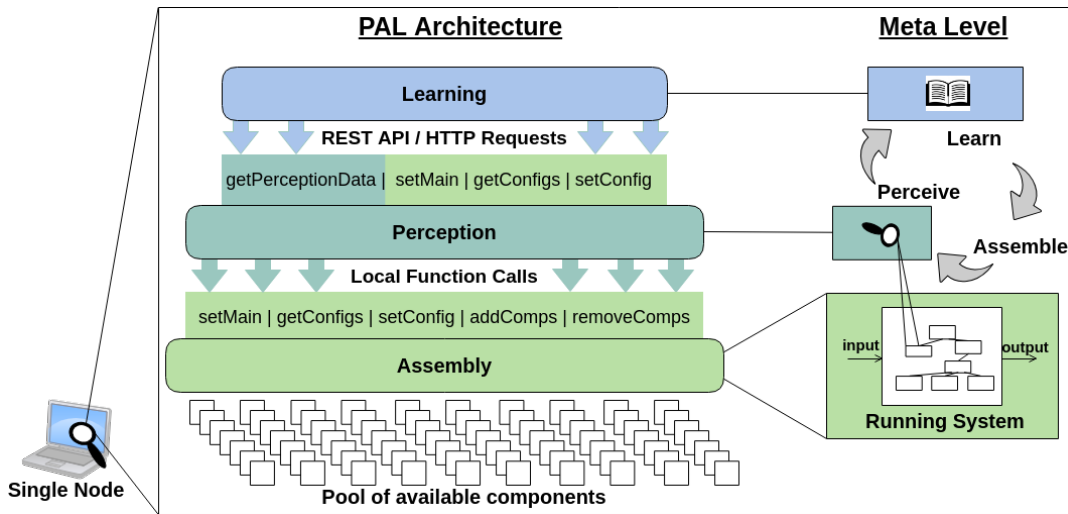 PAL Architecture
Meta Level
Learning
REST API / HTTP Requests
Learn
getPerceptionData | setMain | getConfigs | setConfig
Perceive
Perception
Assemble
Local Function Calls
setMain | getConfigs | setConfig | addComps | removeComps
input
output
Assembly
Running System
Single Node
Pool of available components